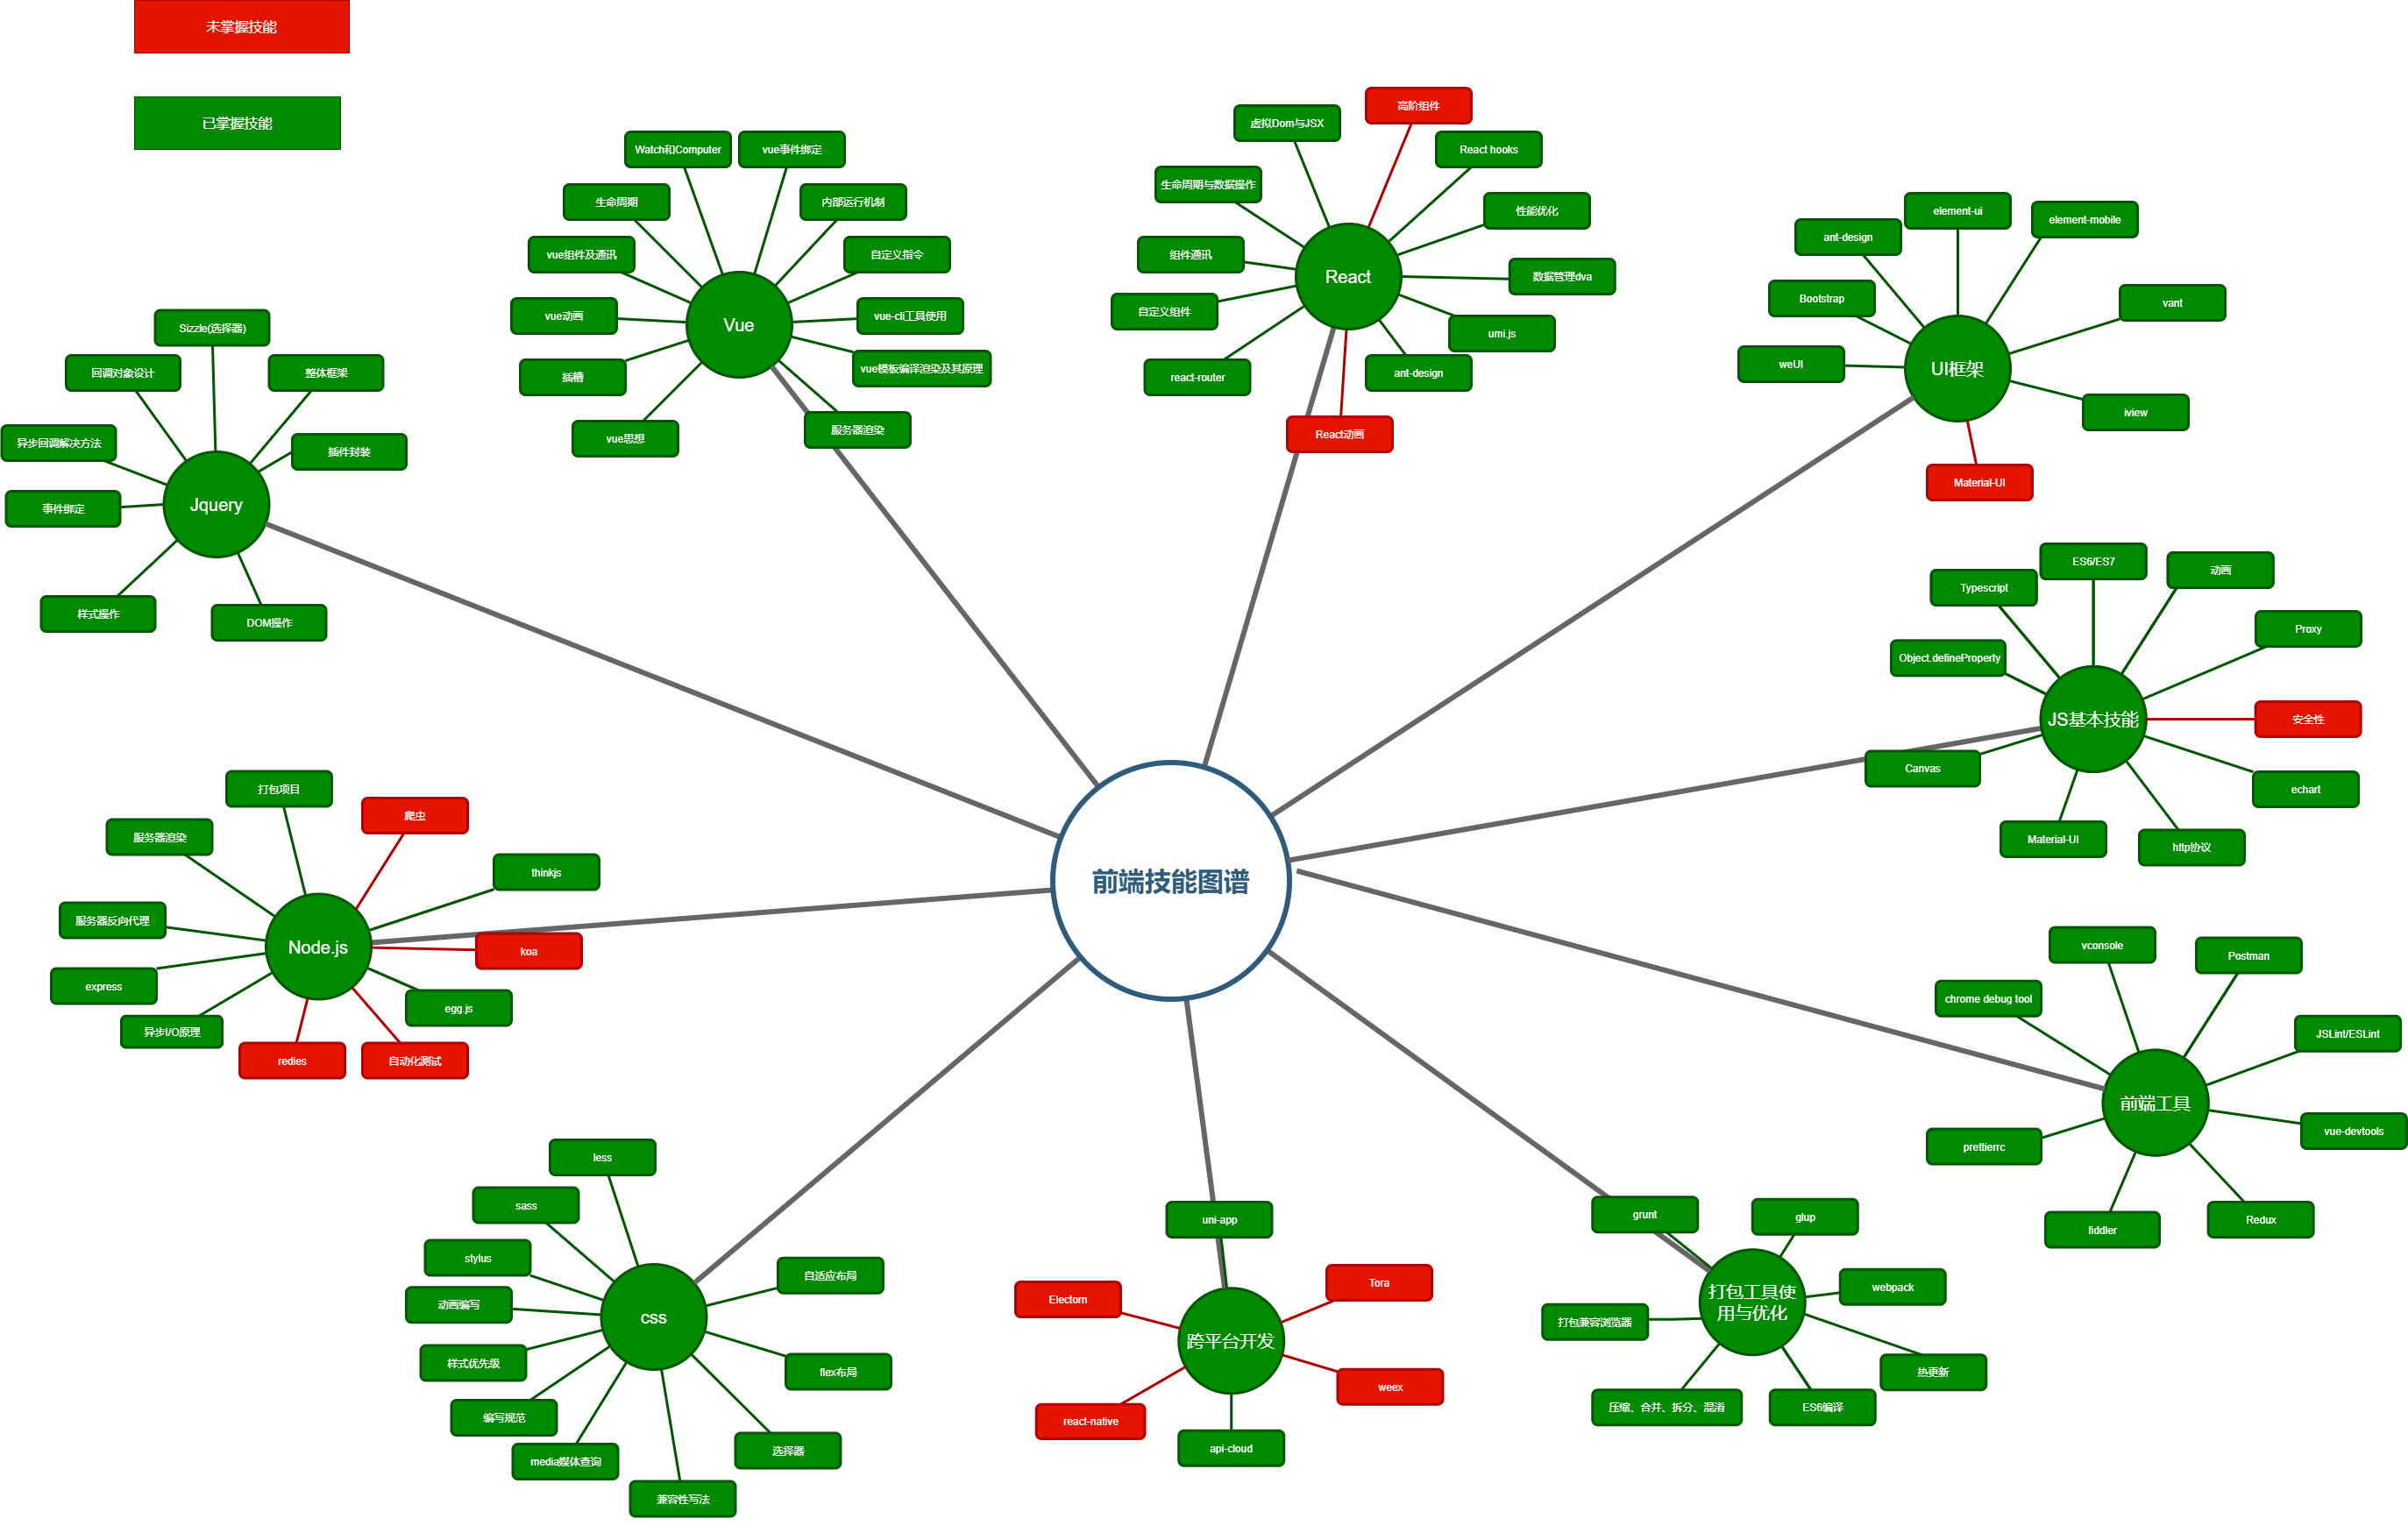 未掌握技能
已掌握技能
Watch和Computer
vue事件绑定
生命周期
内部运行机制
vue组件及通讯
自定义指令
vue动画
Vue
vue-cli工具使用
插槽
vue模板编译渲染及其原理
vue思想
服务器渲染
虚拟Dom与JSX
高阶组件
React hooks
生命周期与数据操作
性能优化
组件通讯
React
数据管理dva
自定义组件
umi.js
react-router
ant-design
React动画
element-ui
element-mobile
ant-design
Bootstrap
vant
weUI
UI框架
iview
Material-UI
Sizzle(选择器)
回调对象设计
整体框架
异步回调解决方法
插件封装
事件绑定
Jquery
样式操作
DOM操作
ES6/ES7
动画
Typescript
Proxy
Object.defineProperty
JS基本技能
安全性
Canvas
echart
Material-UI
http协议
前端技能图谱
打包项目
爬虫
服务器渲染
thinkjs
服务器反向代理
Node.js
koa
express
egg.js
异步I/O原理
redies
自动化测试
vconsole
Postman
chrome debug tool
JSLint/ESLint
前端工具
vue-devtools
prettierrc
fiddler
Redux
less
sass
stylus
自适应布局
动画编写
css
样式优先级
flex布局
编写规范
选择器
media媒体查询
兼容性写法
uni-app
Electorn
Tora
跨平台开发
weex
react-native
api-cloud
grunt
glup
webpack
打包工具使
用与优化
打包兼容浏览器
热更新
压缩、合并、拆分、混淆
ES6编译